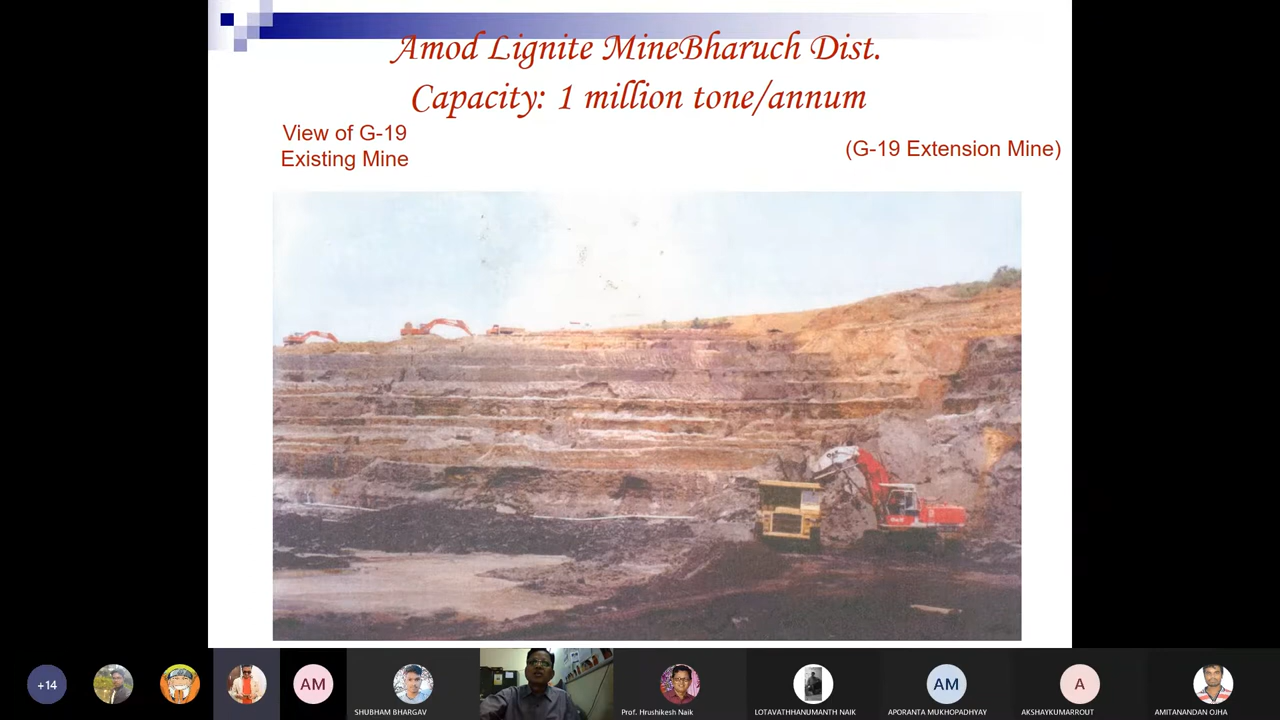 Amod Lignite MineBharuch Dist.
Capacity: 1 million tone/annum
View of G-19
Existing Mine
(G-19 Extension Mine)
+14
AM
SHUBHAM BHARGAV
Prof. Hrushikesh Naik
LOTAVATHHANUMANTH NAIK
AM
APORANTA MUKHOPADHYAY
A
AKSHAYKUMARROUT
AMITANANDAN OJHA